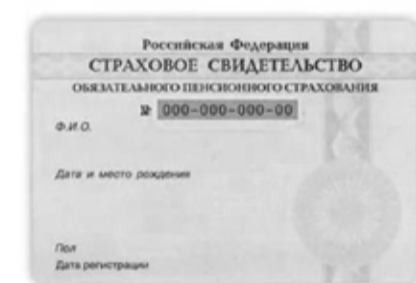 Российская Федерация
СТРАХОВОЕ СВИДЕТЕЛЬСТВО
ОБЯЗАТЕЛЬНОГО ПЕНСИОННОГО СТРАХОВАНИЯ
№ 000-000-000-00
Ф.И.О.
Дата и место рождения
Пол
Дата регистрации